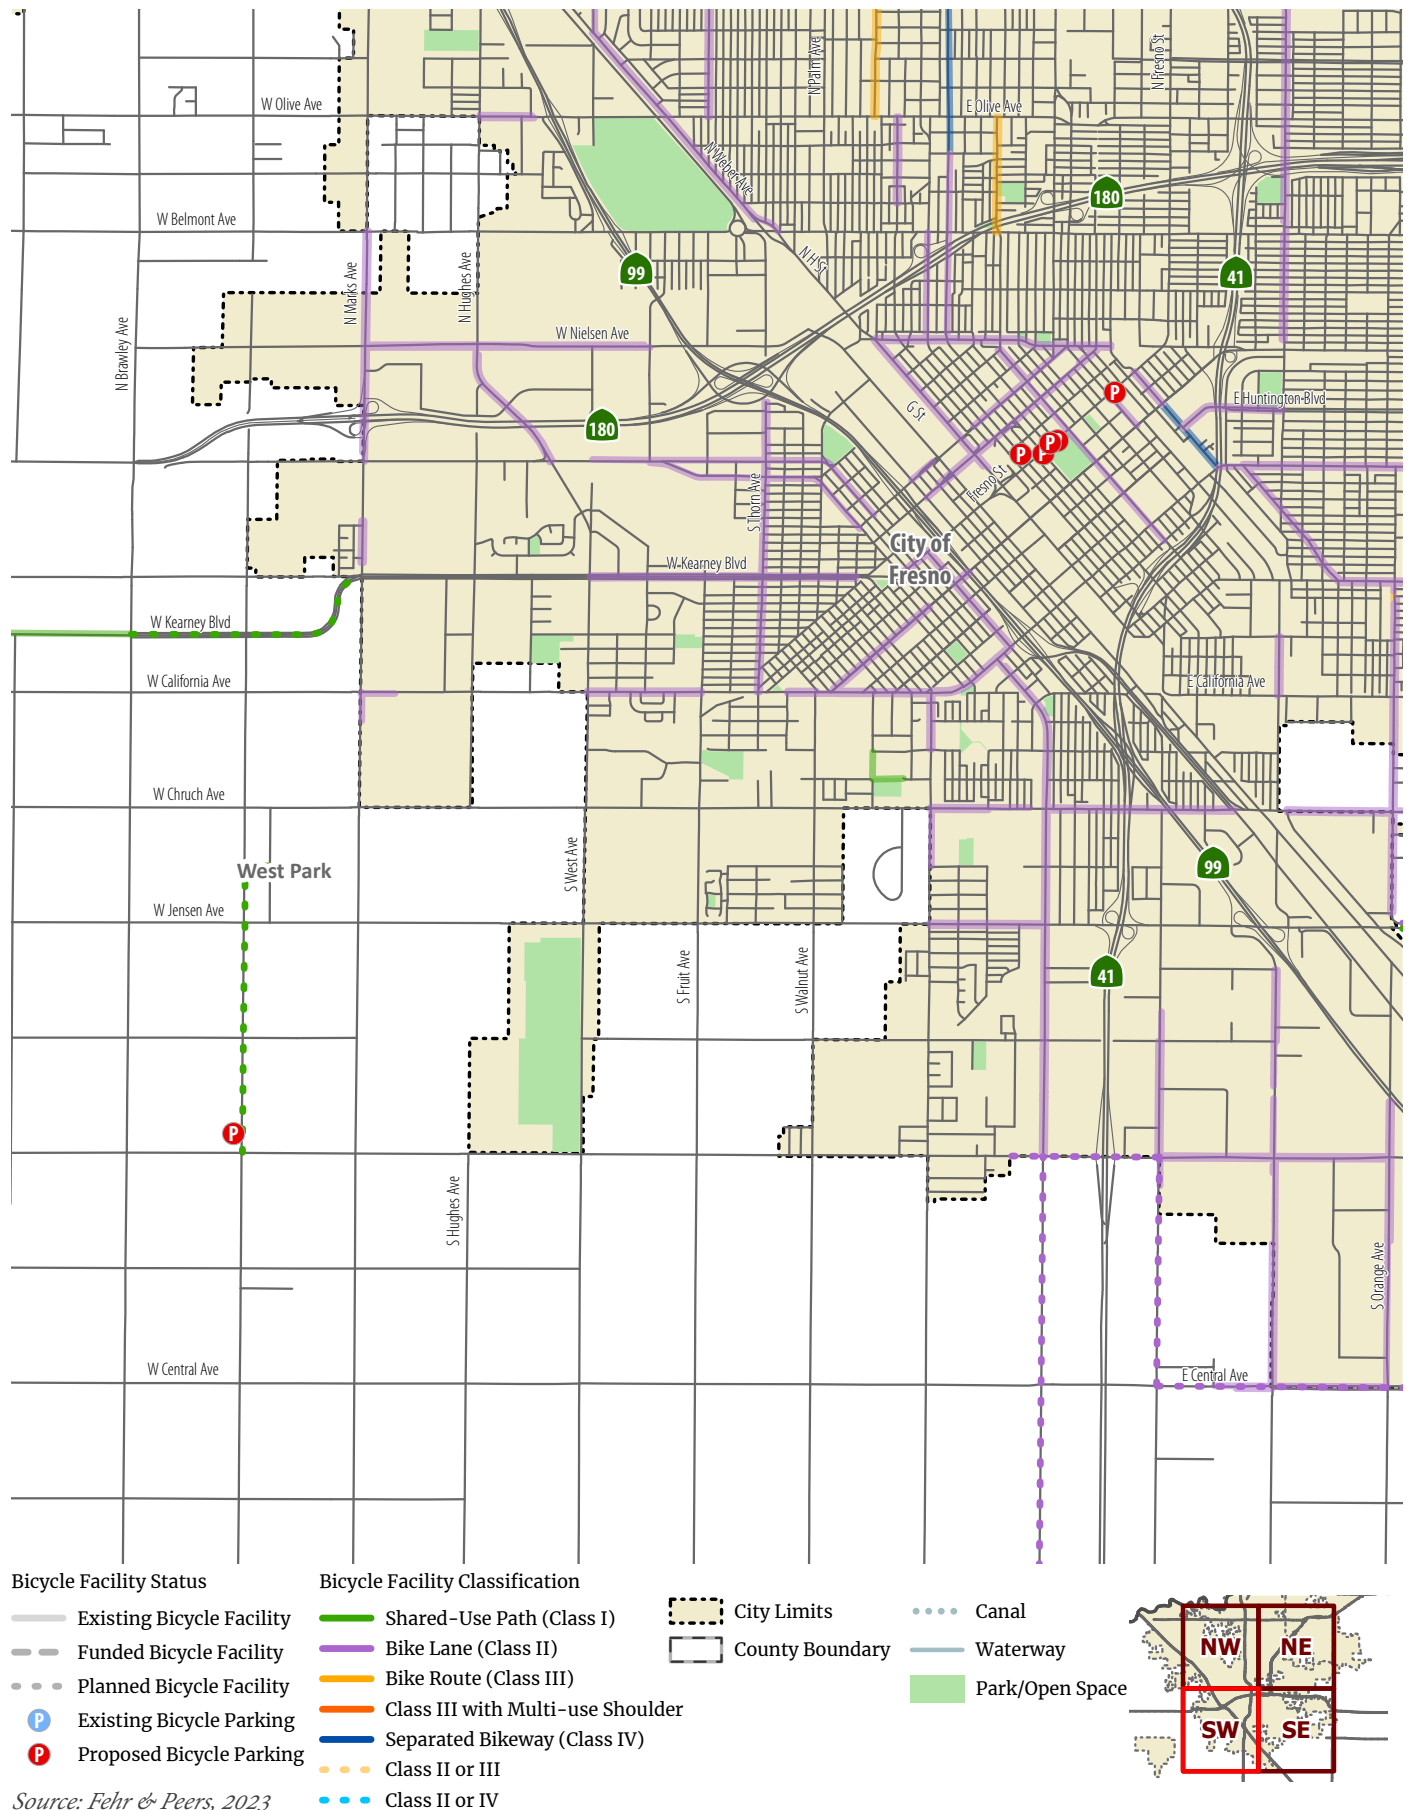 N Palm Ave
N Fresno St
W Olive Ave
E Olive Ave
N Weber Ave
180
W Belmont Ave
N H St
99
41
N Marks Ave
N Hughes Ave
N Brawley Ave
W Nielsen Ave
P
E Huntington Blvd
G St
180
P
P
P
P
Fresno St
S Thorn Ave
City of
Fresno
W Kearney Blvd
W Kearney Blvd
W California Ave
E California Ave
W Chruch Ave
West Park
S West Ave
99
W Jensen Ave
S Fruit Ave
S Walnut Ave
41
P
S Hughes Ave
S Orange Ave
W Central Ave
E Central Ave
Bicycle Facility Status
Existing Bicycle Facility
Funded Bicycle Facility
Planned Bicycle Facility
P Existing Bicycle Parking
P Proposed Bicycle Parking
Source: Fehr & Peers, 2023
Bicycle Facility Classification
Shared-Use Path (Class I)
Bike Lane (Class II)
Bike Route (Class III)
Class III with Multi-use Shoulder
Separated Bikeway (Class IV)
Class II or III
Class II or IV
City Limits
County Boundary
Canal
Waterway
Park/Open Space
NW
NE
SW
SE